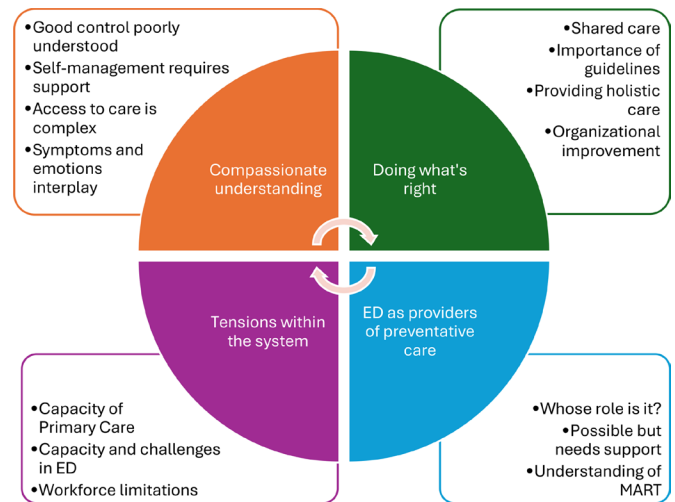 •Good control poorly
understood
•Self-management requires
support
•Access to care is
complex
•Symptoms and
emotions
interplay
•Shared care
•Importance of
guidelines
•Providing holistic
care
•Organizational
improvement
Compassionate
understanding
Doing what's
right
Tensions within
the system
ED as providers
of preventative
care
•Capacity of
Primary Care
•Capacity and challenges
in ED
•Workforce limitations
•Whose role is it?
•Possible but
needs support
•Understanding of
MART